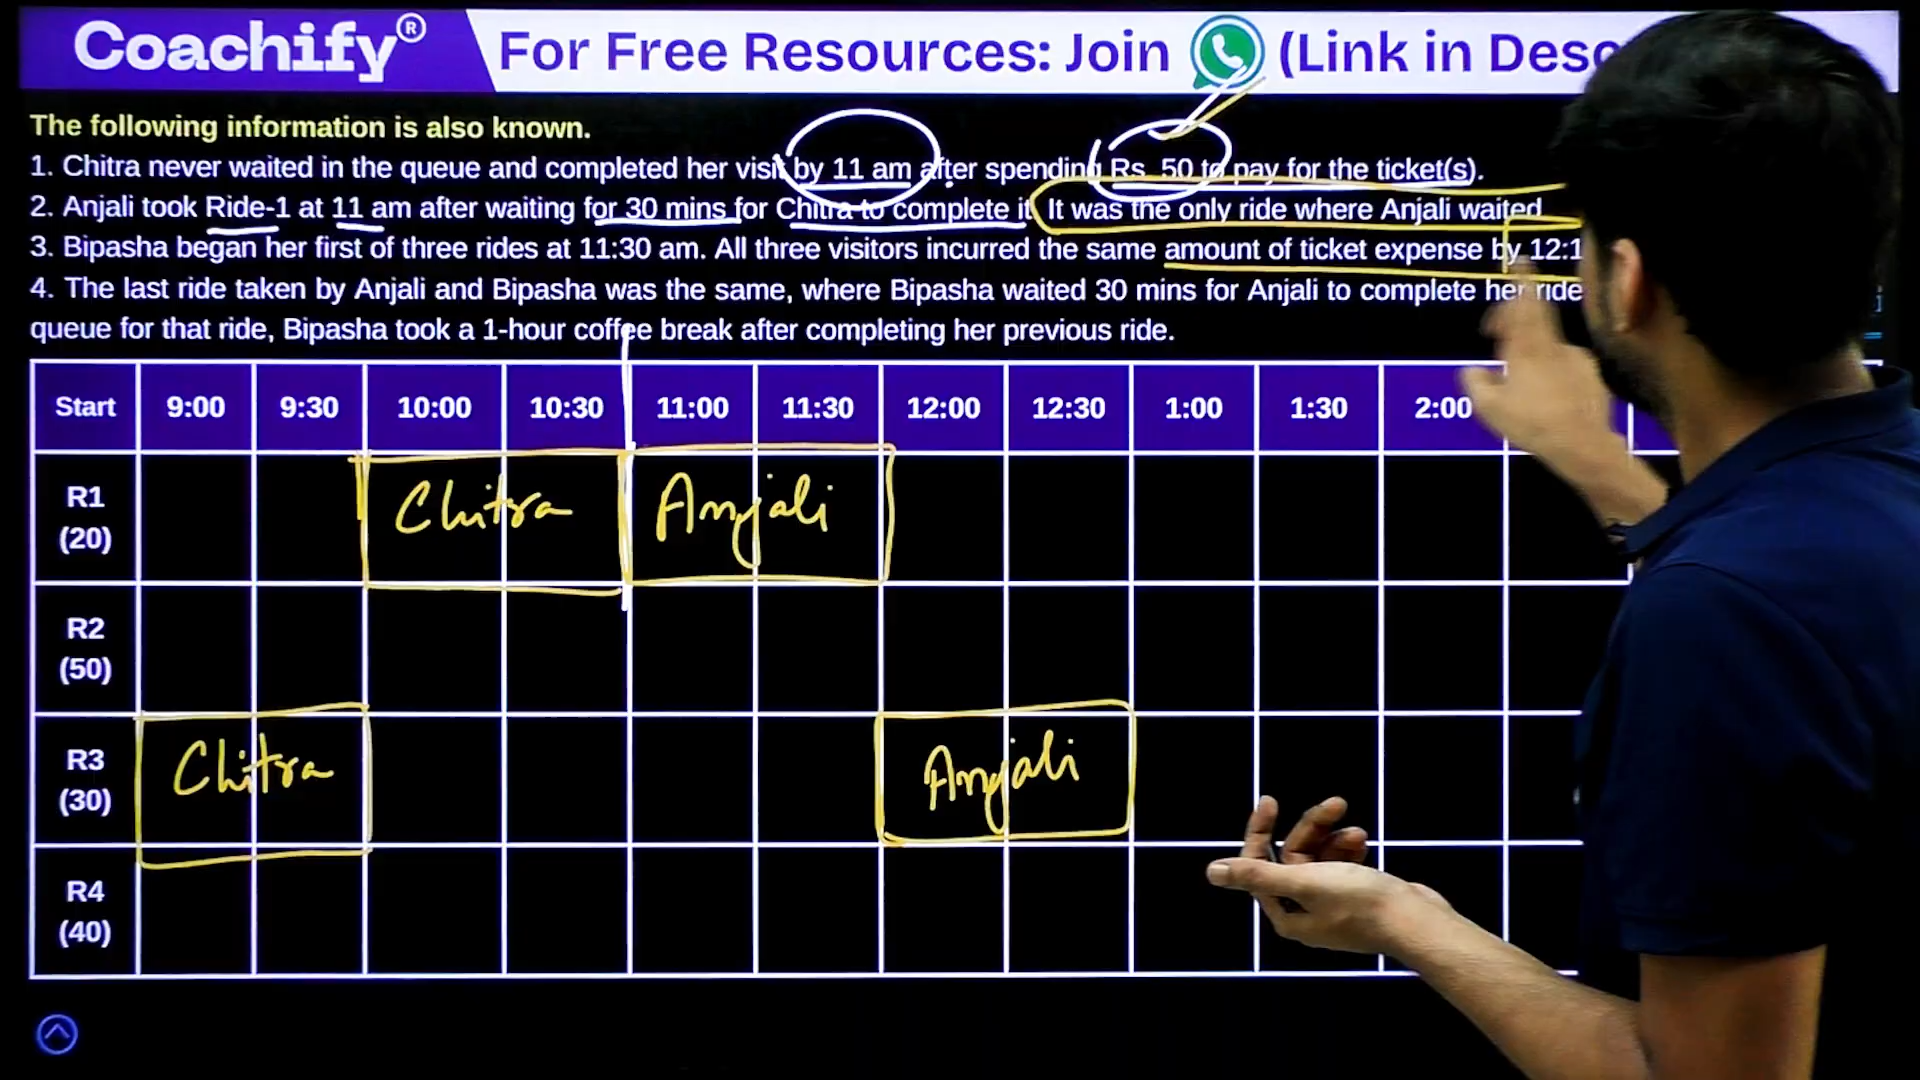 Coachify®
For Free Resources: Join (Link in Desc
The following information is also known.
1. Chitra never waited in the queue and completed her visit by 11 am after spending Rs. 50 to pay for the ticket(s).
2. Anjali took Ride-1 at 11 am after waiting for 30 mins for Chitra to complete it. It was the only ride where Anjali waited.
3. Bipasha began her first of three rides at 11:30 am. All three visitors incurred the same amount of ticket expense by 12:1
4. The last ride taken by Anjali and Bipasha was the same, where Bipasha waited 30 mins for Anjali to complete her ride
queue for that ride, Bipasha took a 1-hour coffee break after completing her previous ride.
Start 9:00 9:30 10:00 10:30 11:00 11:30 12:00 12:30 1:00 1:30 2:00
R1 Chitra Anjali
(20)
R2
(50)
R3 Chitra Anjali
(30)
R4
(40)